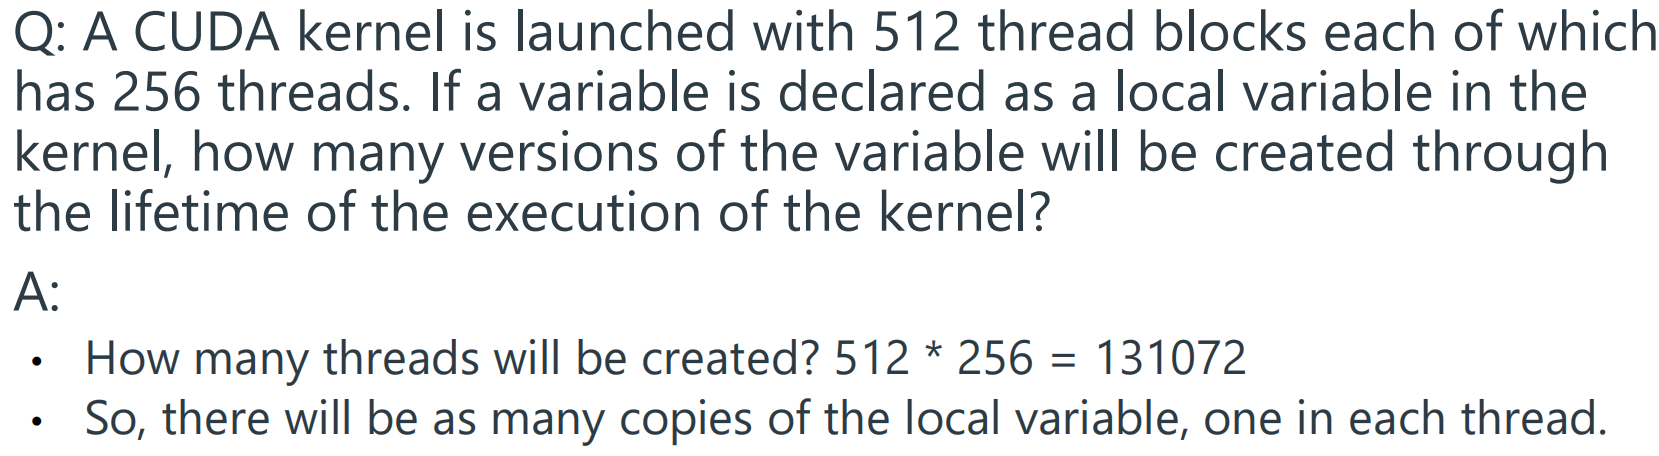 Q: A CUDA kernel is launched with 512 thread blocks each of which
has 256 threads. If a variable is declared as a local variable in the
kernel, how many versions of the variable will be created through
the lifetime of the execution of the kernel?
A:
• How many threads will be created? 512 * 256 = 131072
• So, there will be as many copies of the local variable, one in each thread.